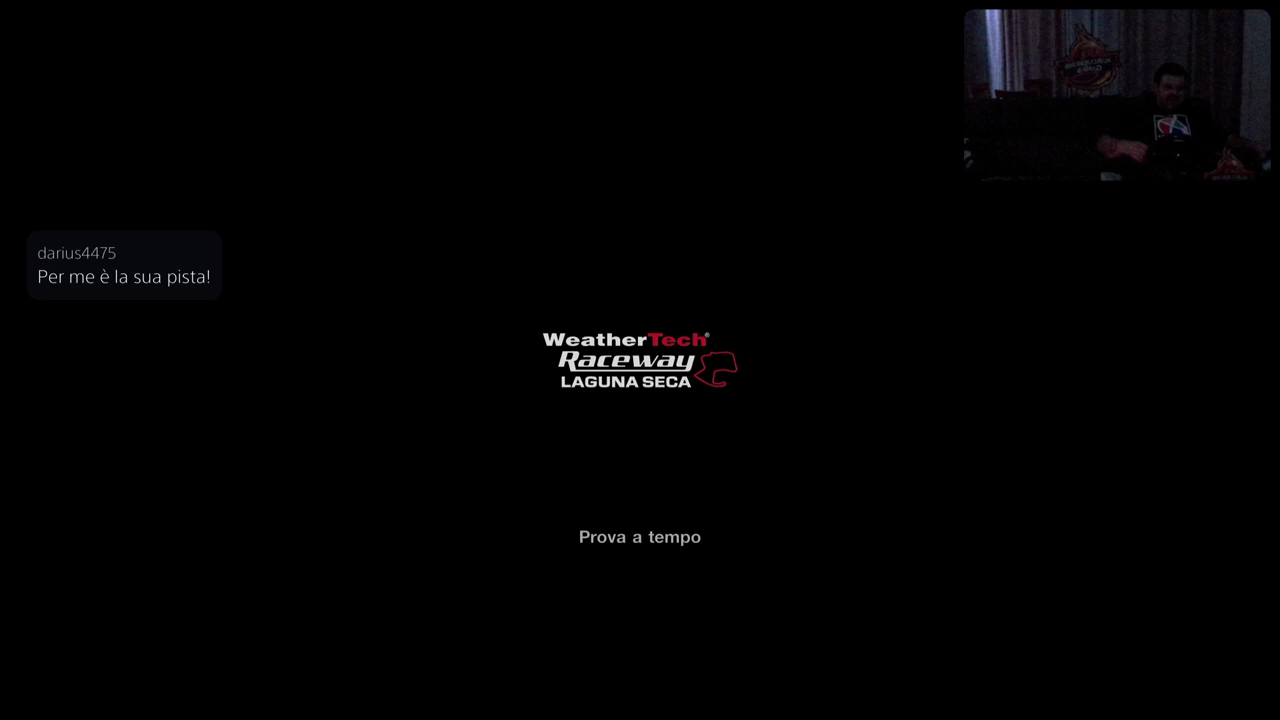 darius4475
Per me è la sua pista!
WeatherTech®
Raceway
LAGUNA SECA
Prova a tempo